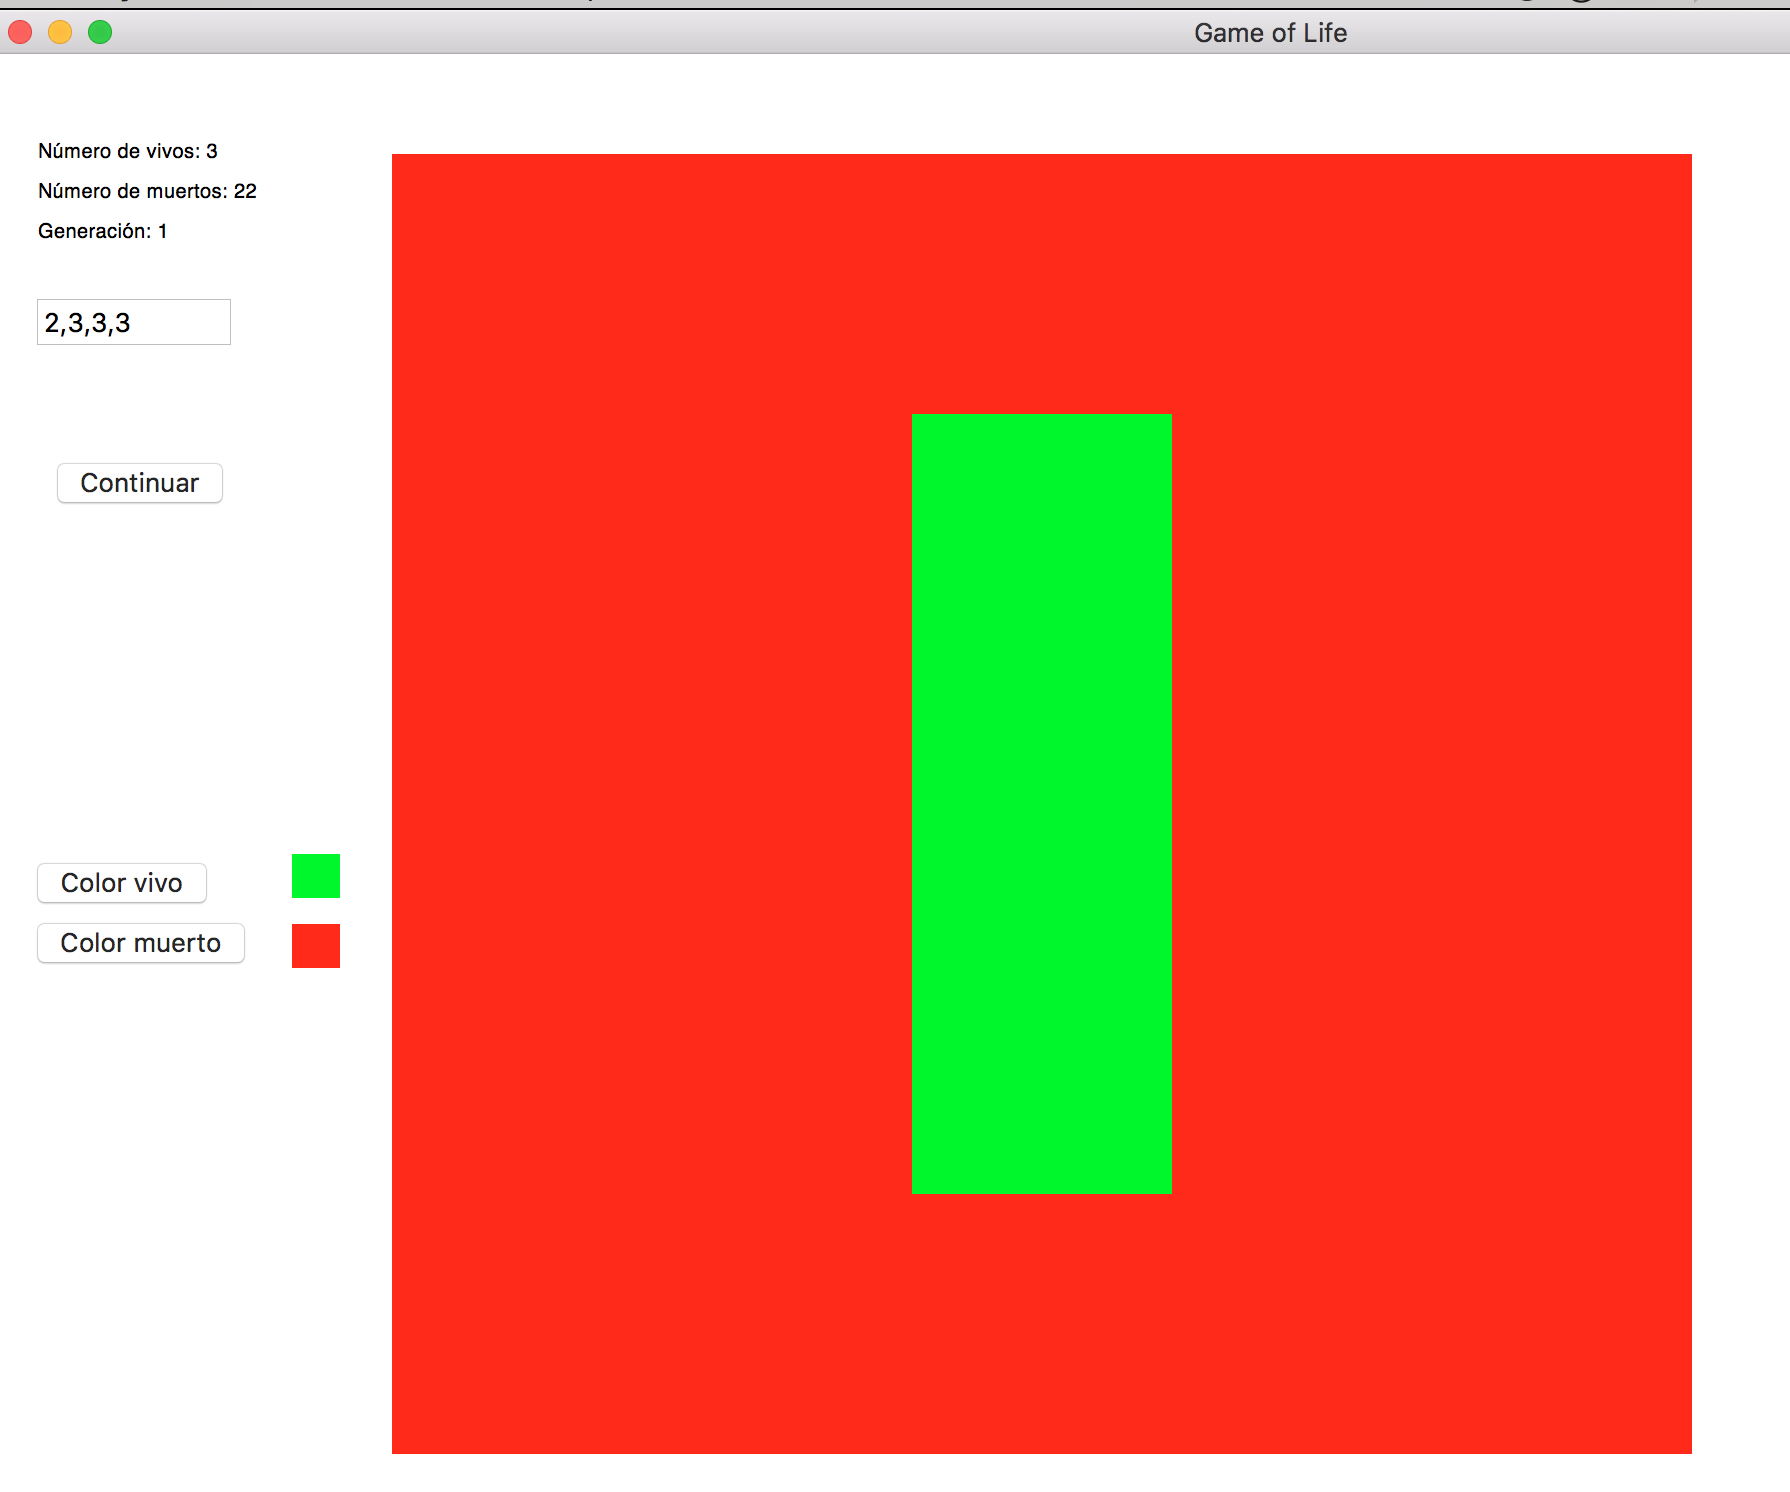 Game of Life
Número de vivos: 3
Número de muertos: 22
Generación: 1
2,3,3,3
Continuar
Color vivo
Color muerto